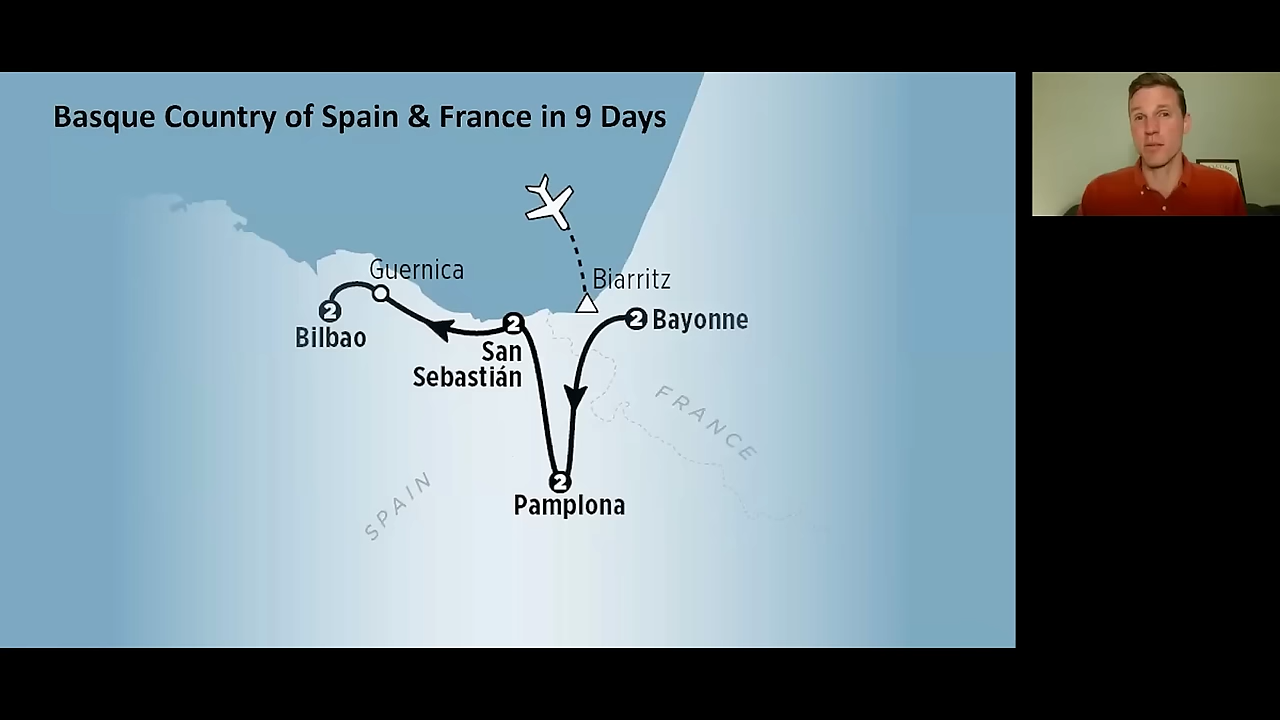 Basque Country of Spain & France in 9 Days
Guernica
Biarritz
2
Bilbao
2
San
Sebastián
2
Bayonne
FRANCE
SPAIN
2
Pamplona